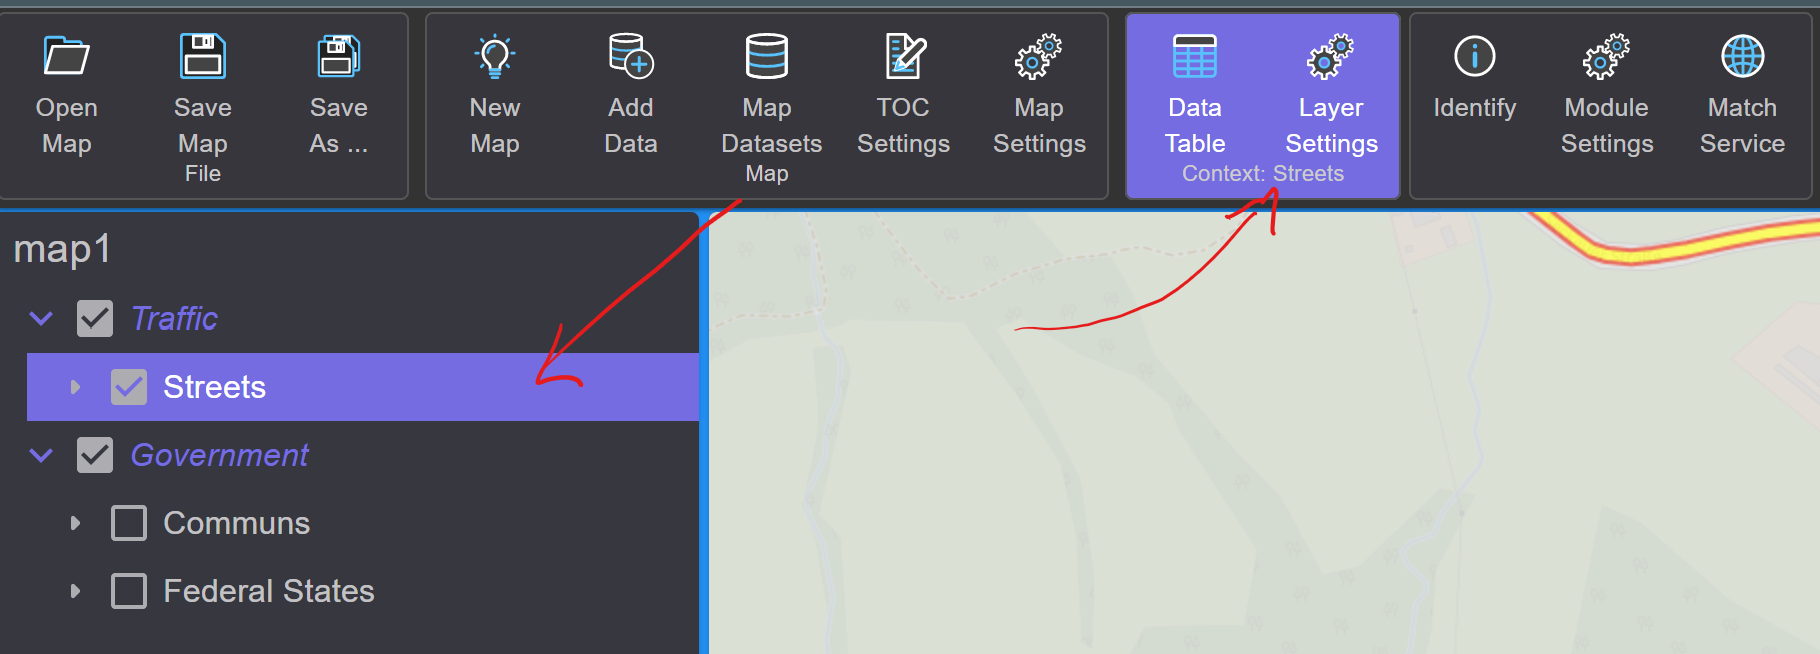 Open Map
Save Map
Save As ...
File
New Map
Add Data
Map Datasets
TOC Settings
Map Settings
Map
Data Table
Layer Settings
Context: Streets
Identify
Module Settings
Match Service
map1
Traffic
Streets
Government
Communs
Federal States